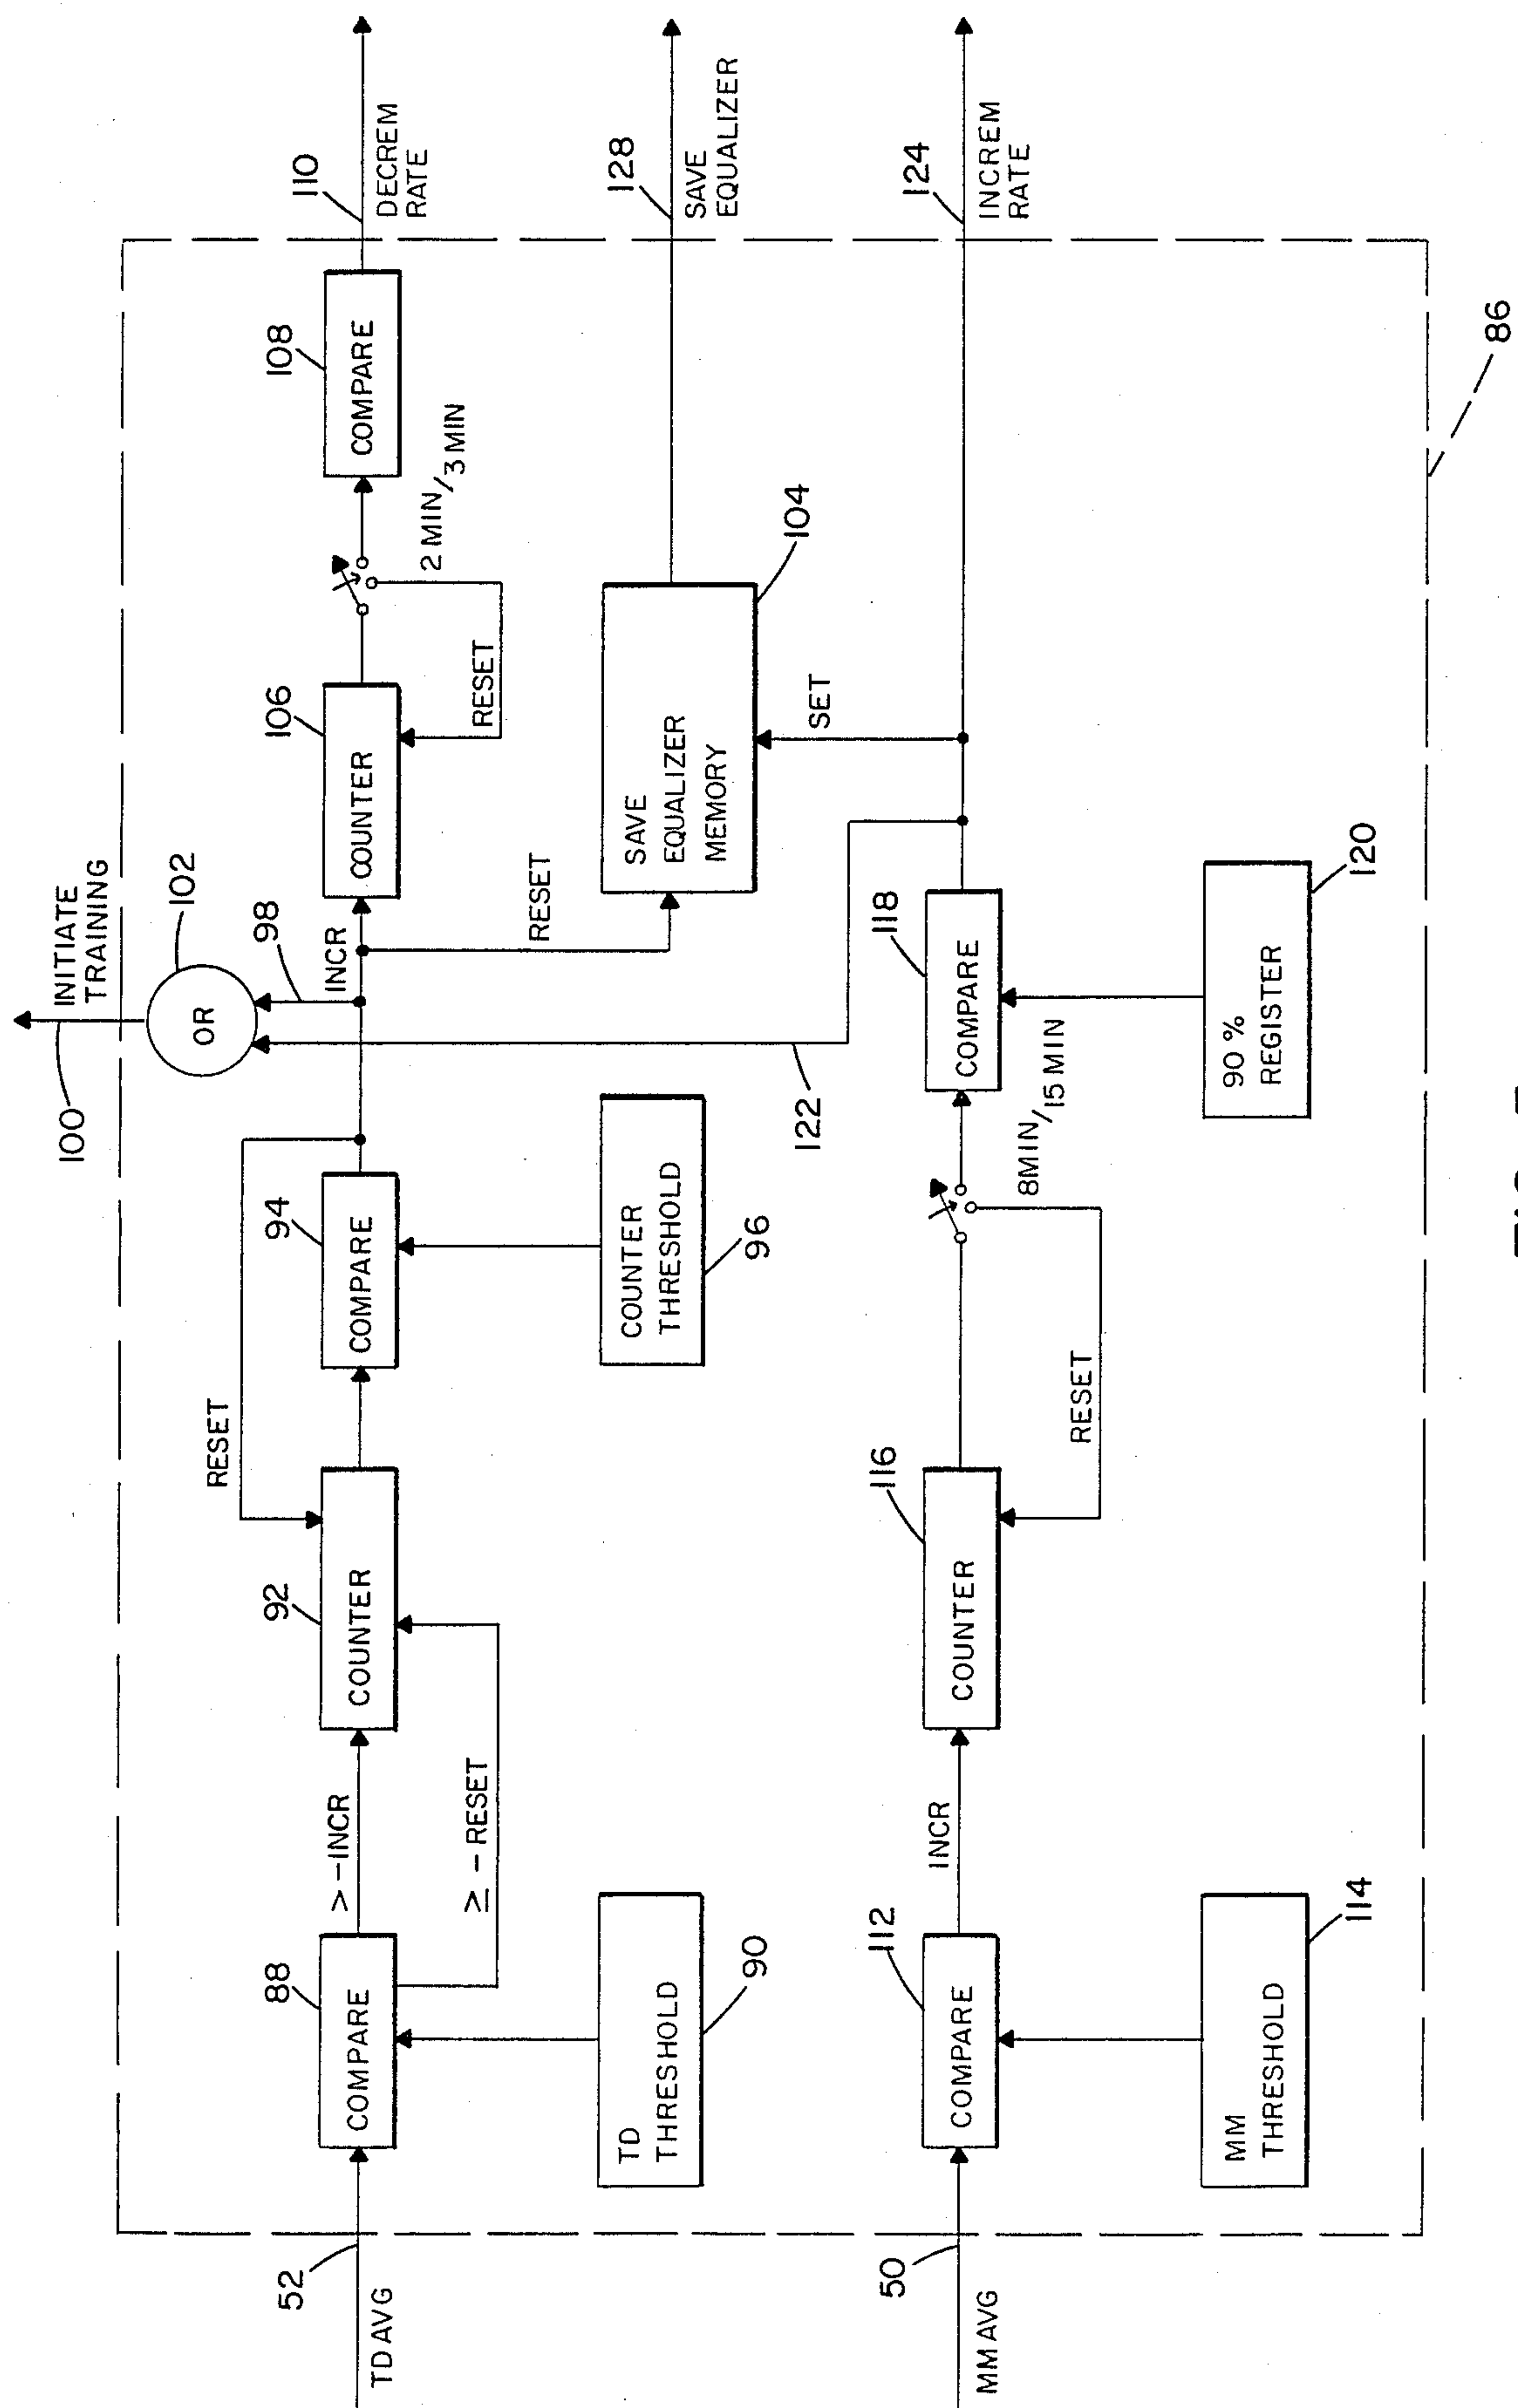 100
INITIATE
TRAINING
102
OR
98
RESET
52
TD AVG
88
COMPARE
> – INCR
≥ – RESET
92
COUNTER
94
COMPARE
INCR
106
COUNTER
RESET
2 MIN/3 MIN
108
COMPARE
110
DECREM
RATE
TD
THRESHOLD
90
COUNTER
THRESHOLD
96
RESET
SAVE
EQUALIZER
MEMORY
104
128
SAVE
EQUALIZER
122
SET
50
MM AVG
112
COMPARE
INCR
116
COUNTER
RESET
8MIN/15 MIN
118
COMPARE
124
INCREM
RATE
MM
THRESHOLD
114
90 %
REGISTER
120
86